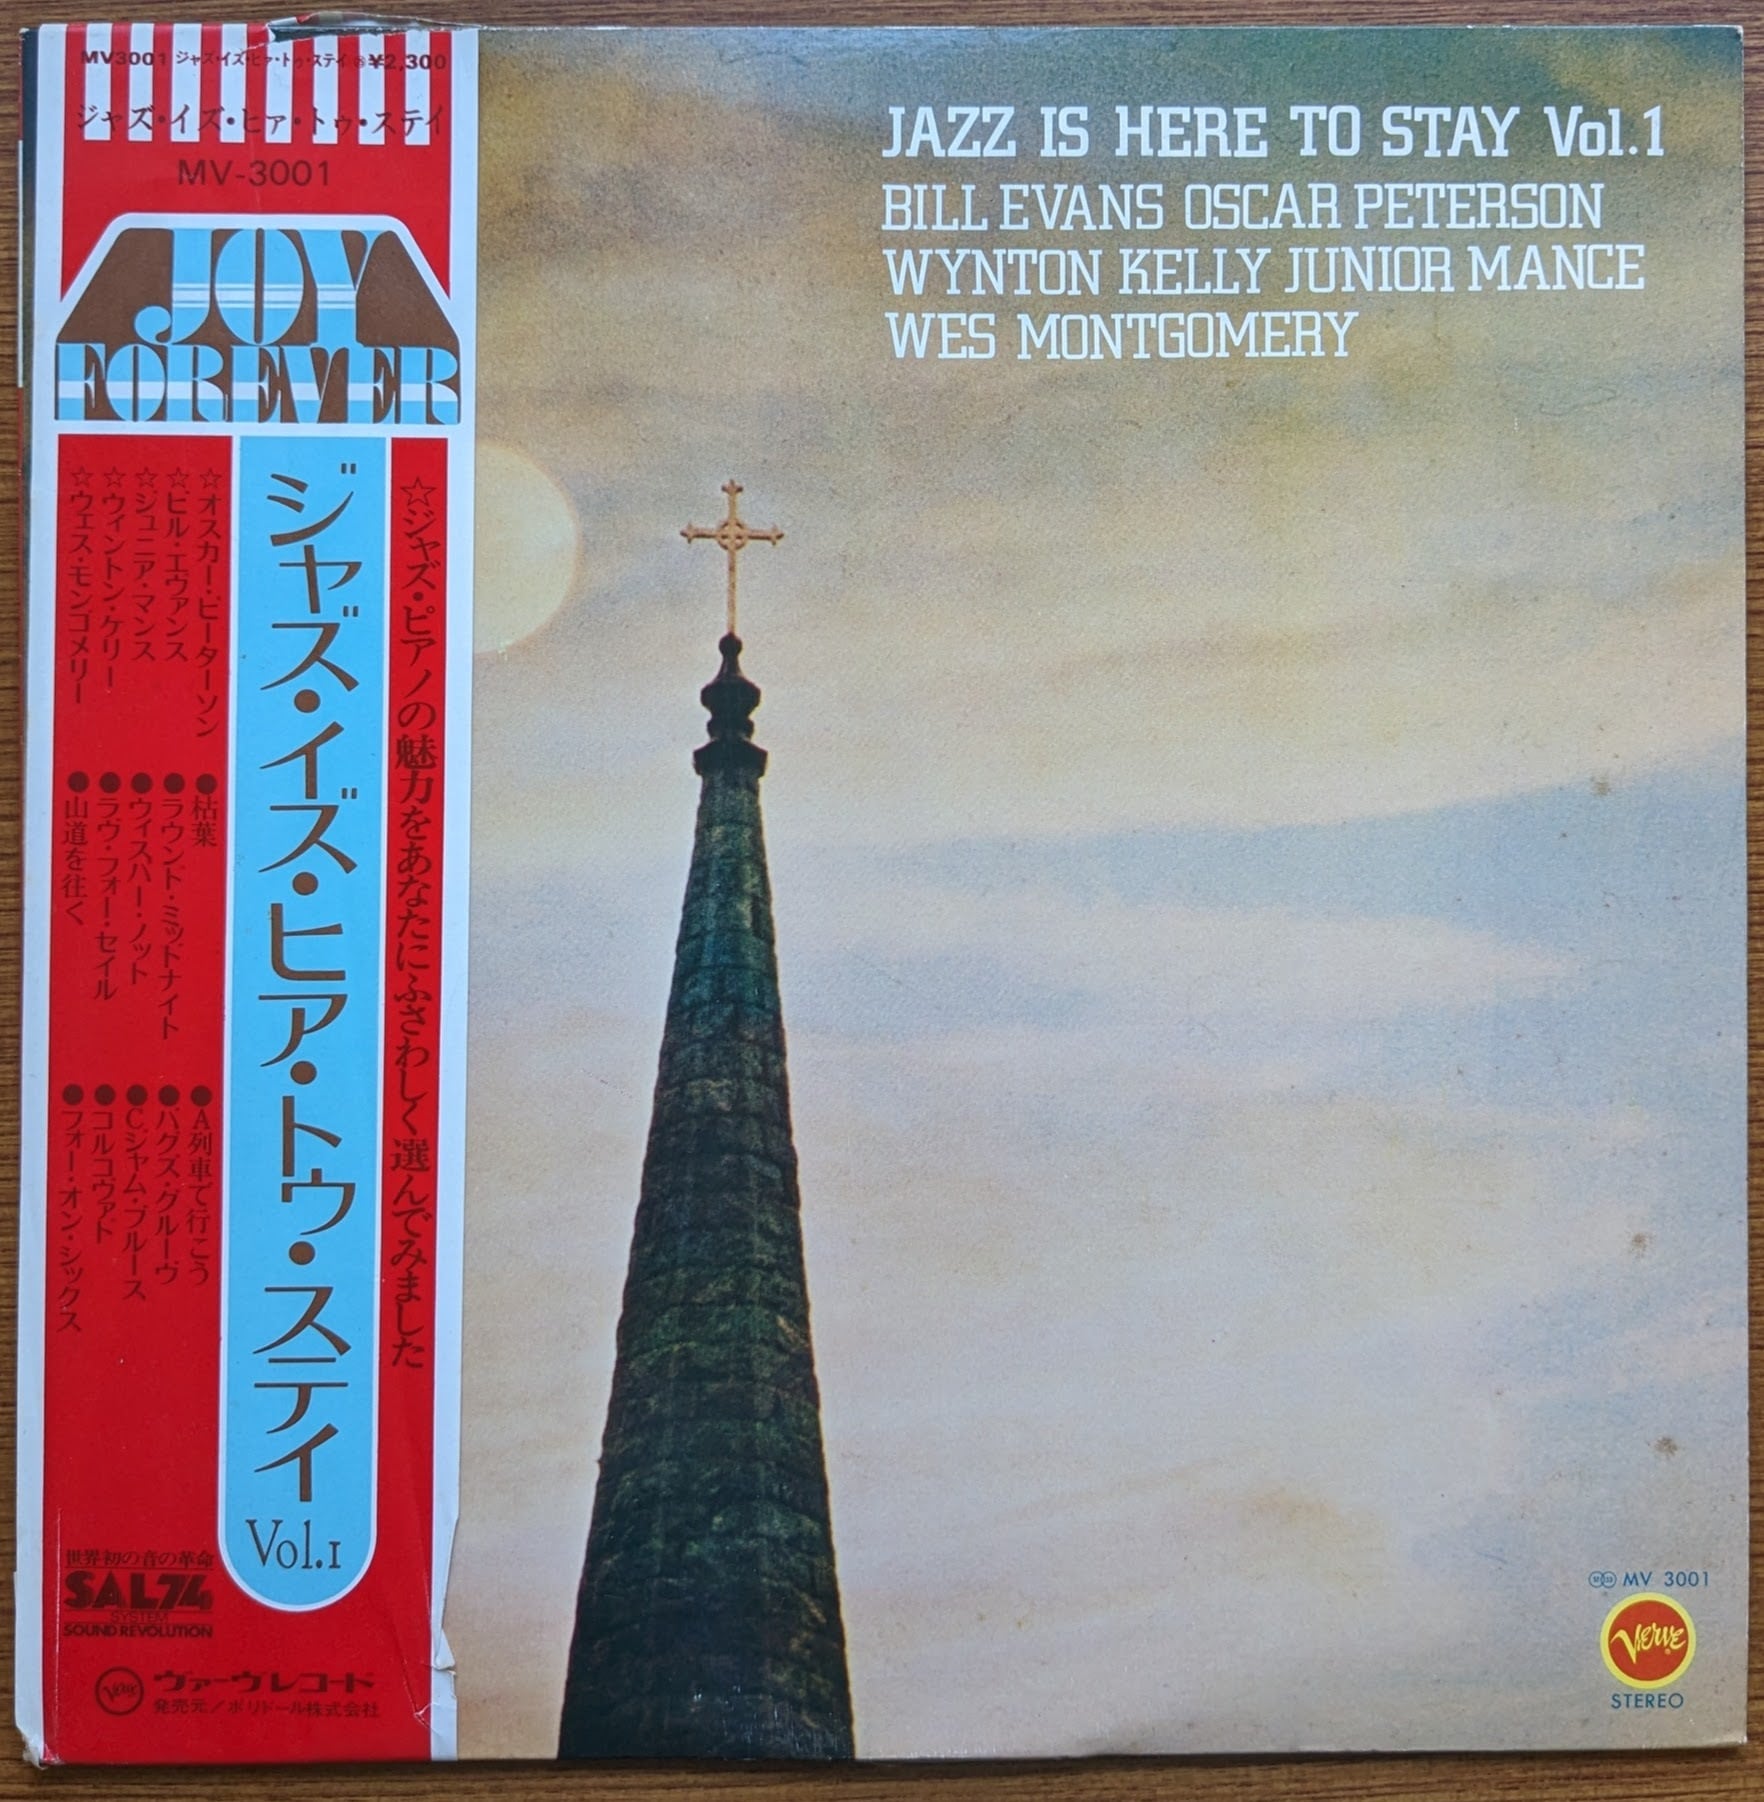 MV3001 ジャズ・イズ・ヒア・トゥ・ステイ ¥2,300
ジャズ・イズ・ヒァ・トゥ・ステイ
MV-3001
JOY
FOREVER
☆ジャズ・ピアノの魅力をあなたにふさわしく選んでみました
ジャズ・イズ・ヒア・トゥ・ステイ
Vol.1
☆オスカー・ピーターソン
☆ビル・エヴァンス
☆ジュニア・マンス
☆ウィントン・ケリー
☆ウェス・モンゴメリー
●枯葉
●ラウンド・ミッドナイト
●ウィスパー・ノット
●ラヴ・フォー・セイル
●山道を往く
●A列車で行こう
●バグズ・グルーヴ
●Cジャム・ブルース
●コルコヴァド
●フォー・オン・シックス
世界初の音の革命
SAL74
SYSTEM
SOUND REVOLUTION
Verve ヴァーヴレコード
発売元/ポリドール株式会社
JAZZ IS HERE TO STAY Vol.1
BILL EVANS OSCAR PETERSON
WYNTON KELLY JUNIOR MANCE
WES MONTGOMERY
MV 3001
Verve
STEREO